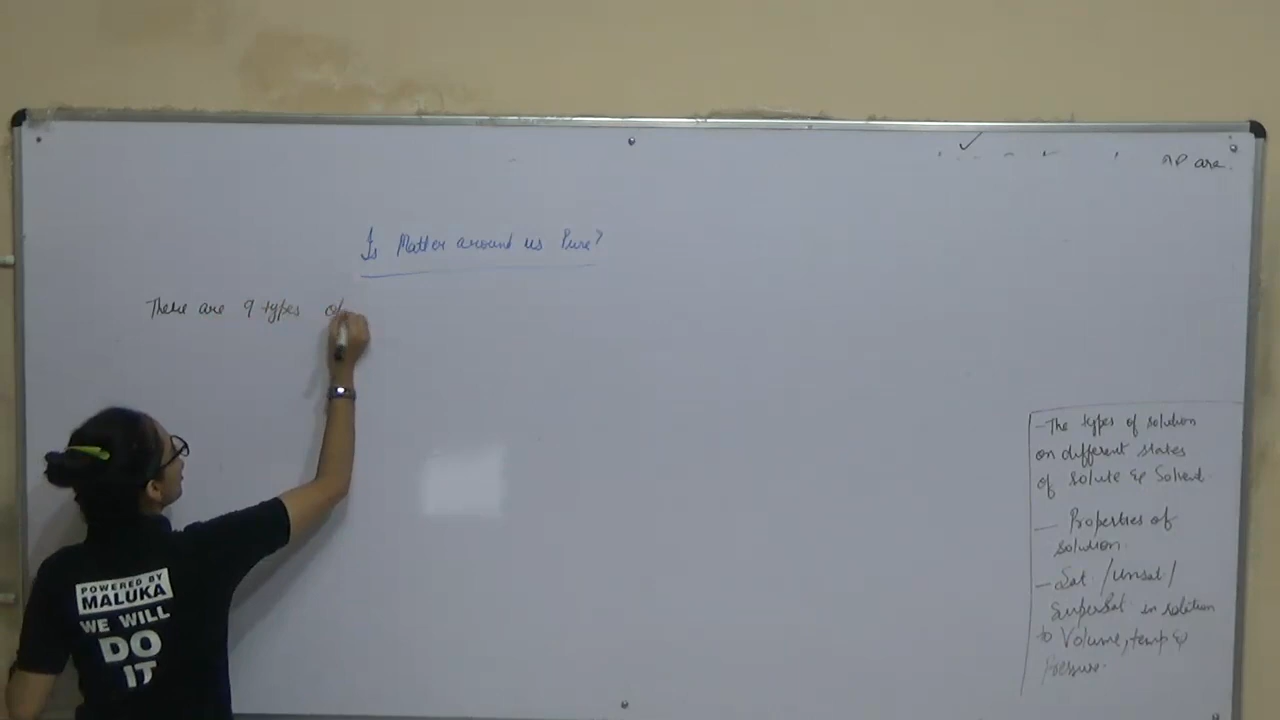 are.
Is Matter around us Pure?
There are 9 types of
- The types of solution
on different states
of solute & Solvent.
- Properties of
solution.
- Sat / Unsat /
SuperSat in solution
to Volume, temp &
Pressure.
POWERED BY
MALUKA
WE WILL
DO
IT